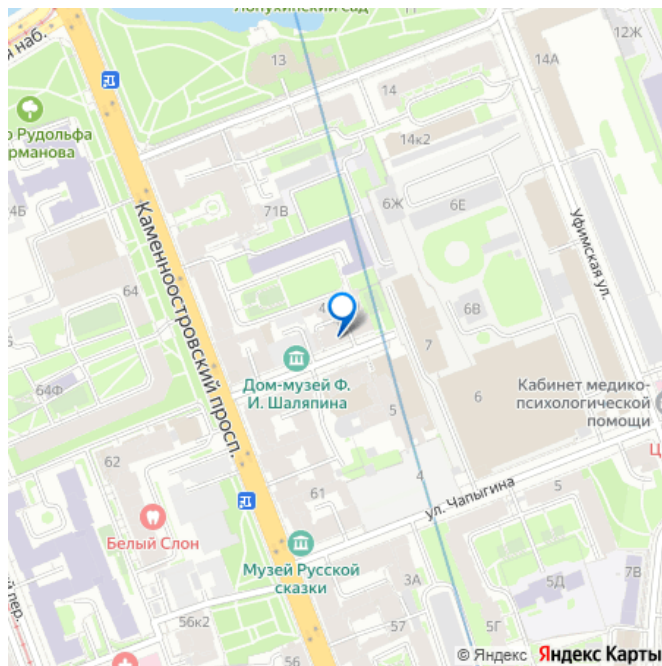 Лопухинский сад
я наб.
13
14А
12Ж
14
14к2
о Рудольфа
рманова
4Б
71В
6Ж
6Е
Уфимская ул.
Каменноостровский просп.
64
4
6В
7
64Ф
Дом-музей Ф.
И. Шаляпина
5
6
Кабинет медико-
психологической
помощи
Ц
62
61
4
ул. Чапыгина
5
Белый Слон
Музей Русской
сказки
3А
5Д
7В
й пер.
56к2
57
5Г
56
© Яндекс Яндекс Карты